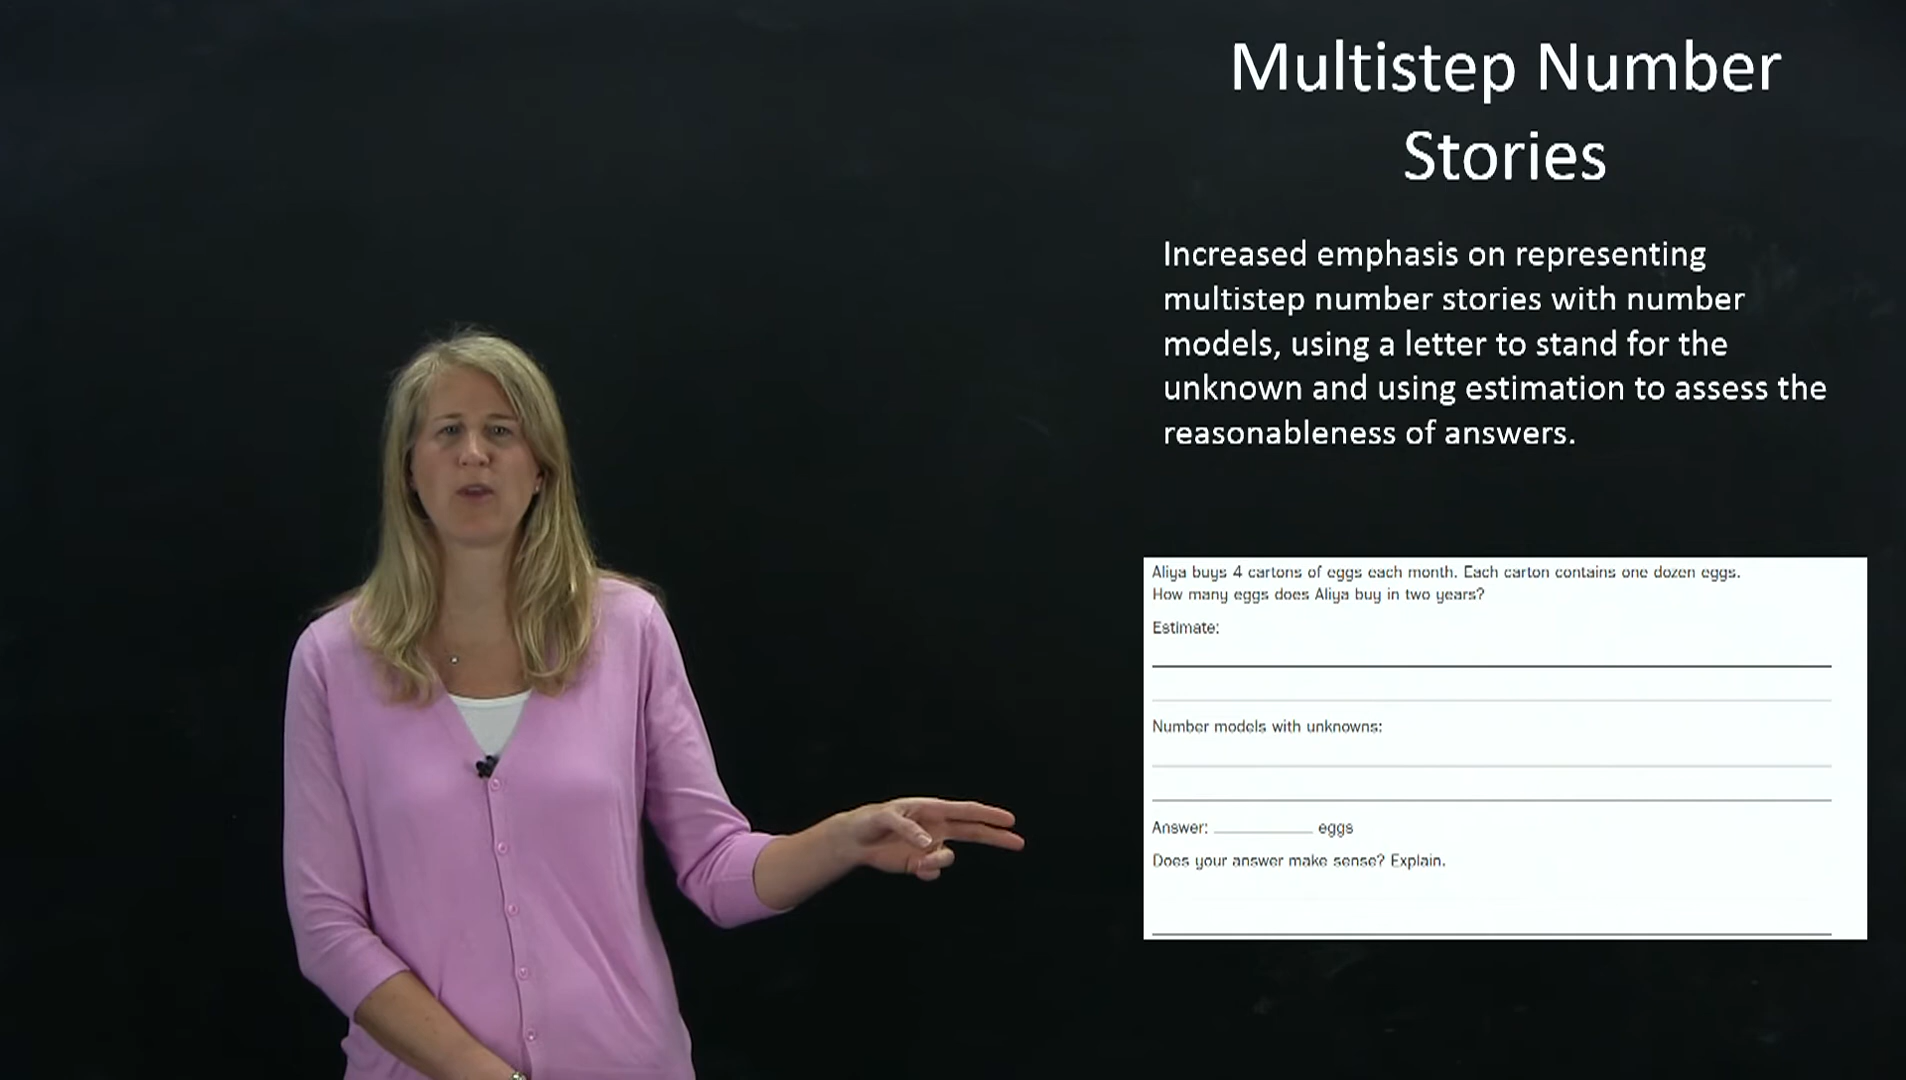 Multistep Number
Stories
Increased emphasis on representing
multistep number stories with number
models, using a letter to stand for the
unknown and using estimation to assess the
reasonableness of answers.
Aliya buys 4 cartons of eggs each month. Each carton contains one dozen eggs.
How many eggs does Aliya buy in two years?
Estimate:
Number models with unknowns:
Answer: __________ eggs
Does your answer make sense? Explain.